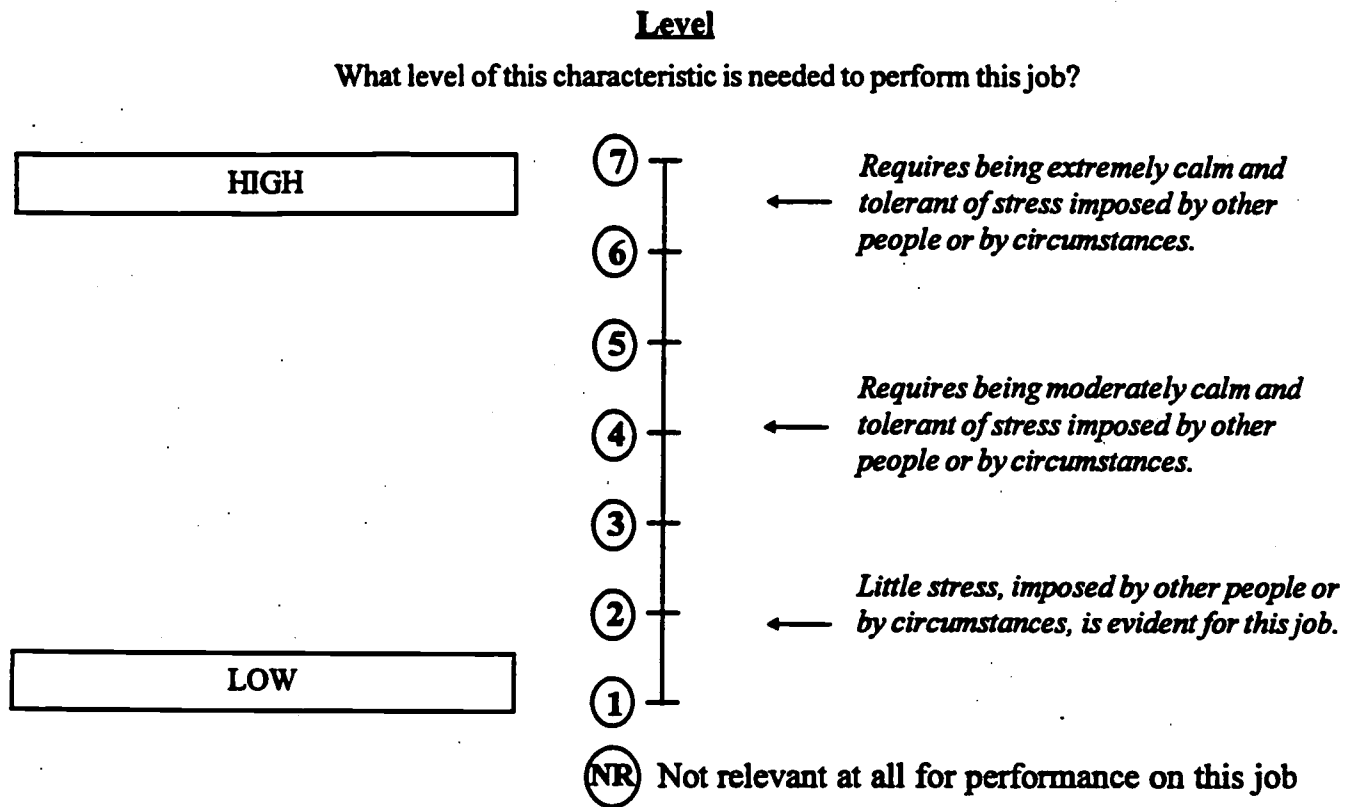 Level
What level of this characteristic is needed to perform this job?
HIGH
7
Requires being extremely calm and
tolerant of stress imposed by other
people or by circumstances.
6
5
4
Requires being moderately calm and
tolerant of stress imposed by other
people or by circumstances.
3
2
Little stress, imposed by other people or
by circumstances, is evident for this job.
LOW
1
NR Not relevant at all for performance on this job